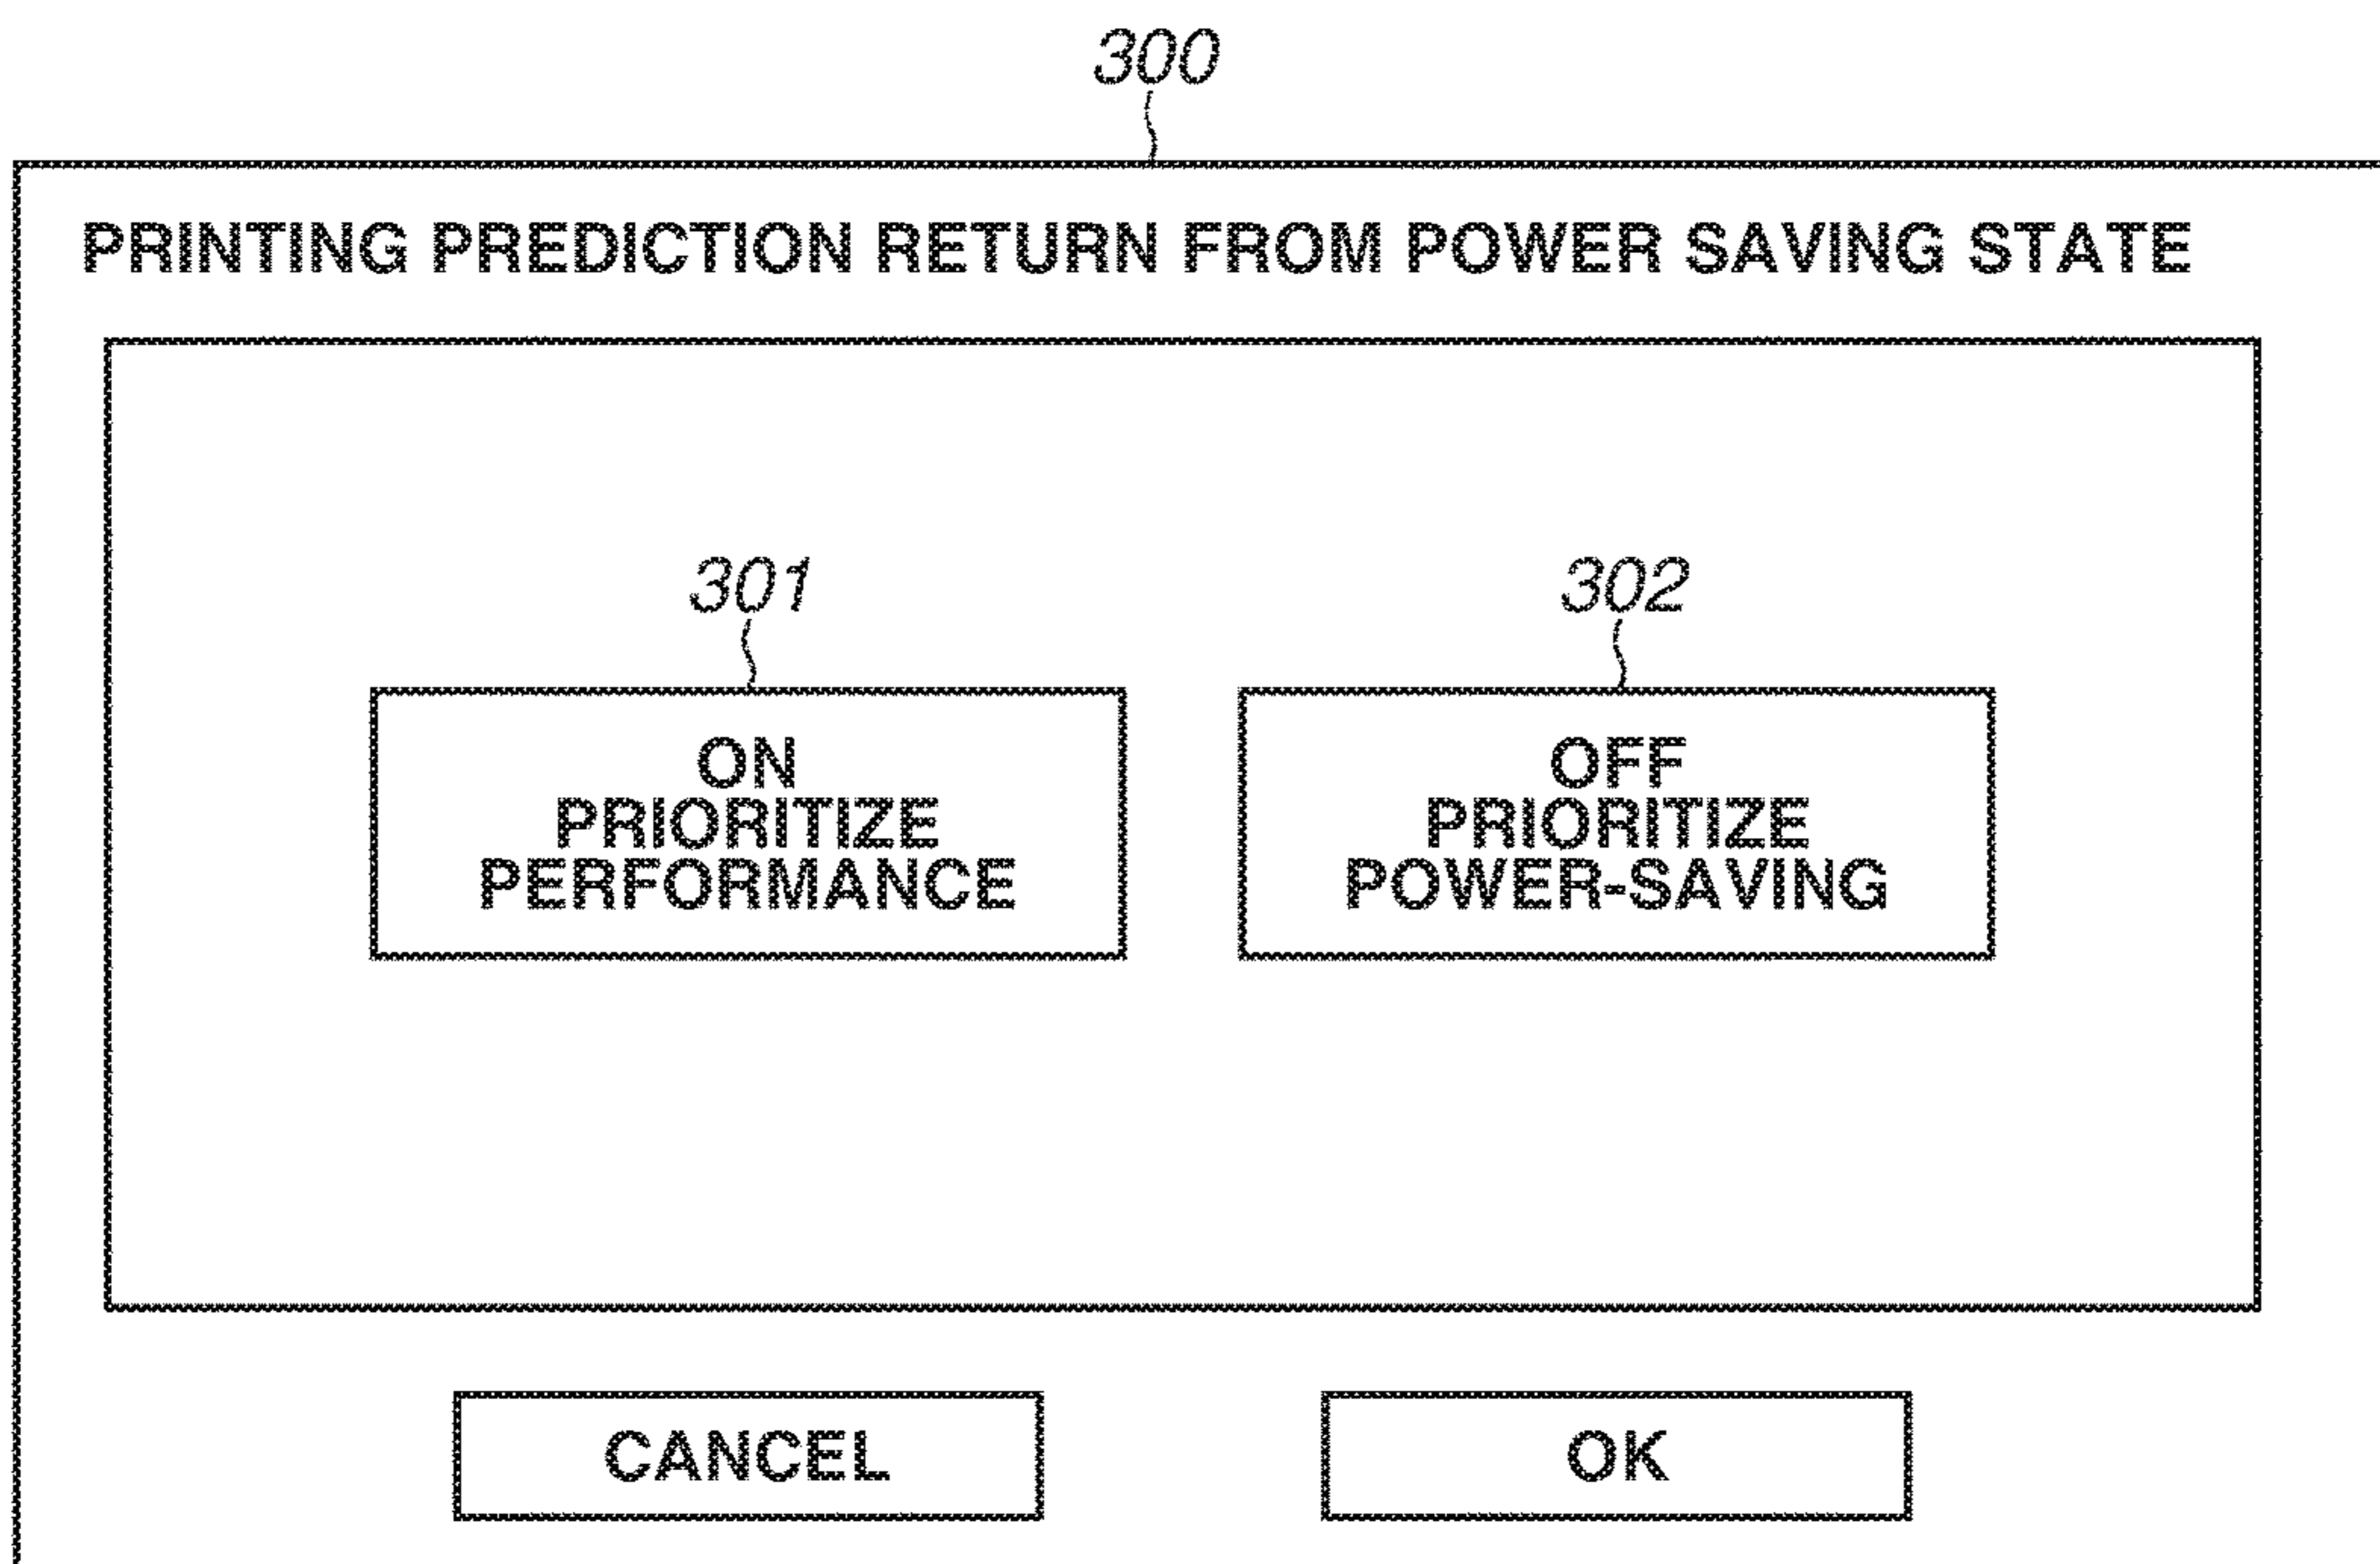 300
PRINTING PREDICTION RETURN FROM POWER SAVING STATE
301
302
ON
PRIORITIZE
PERFORMANCE
OFF
PRIORITIZE
POWER-SAVING
CANCEL
OK